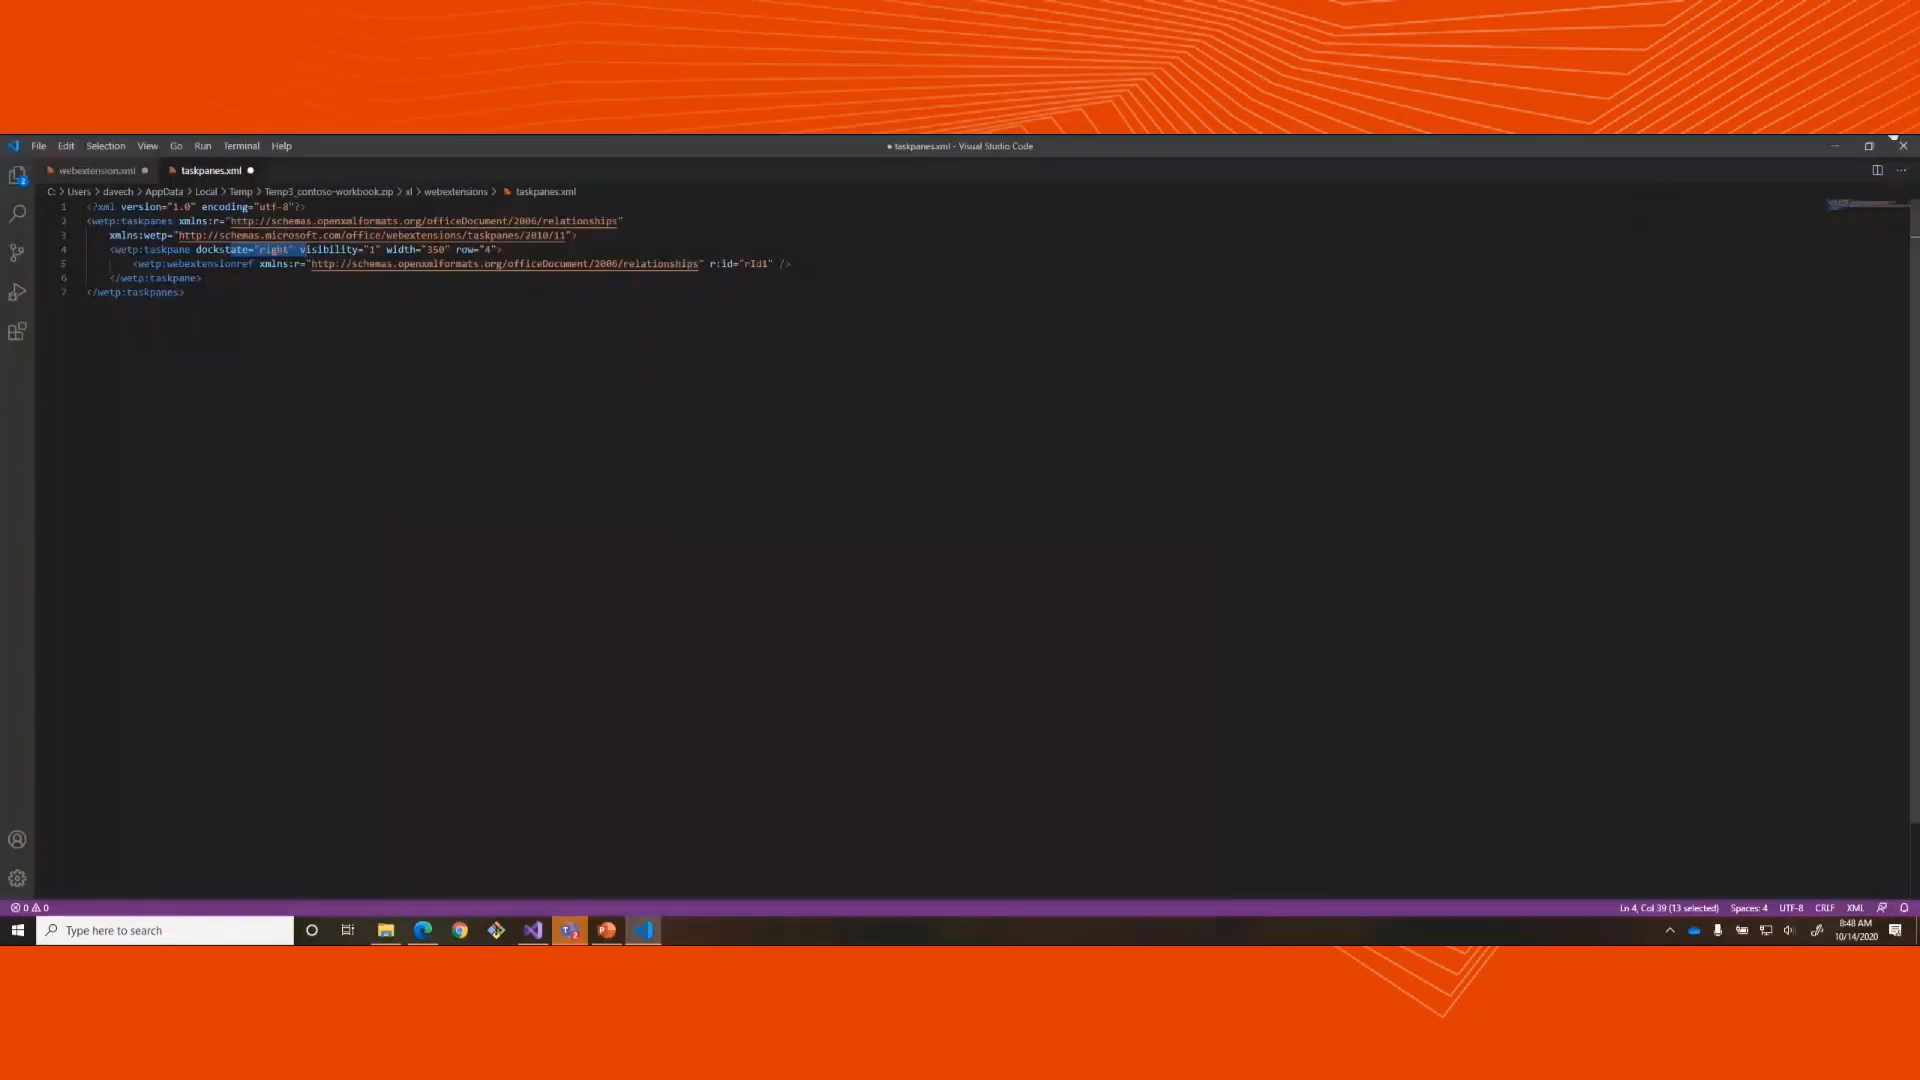 File Edit Selection View Go Run Terminal Help
● taskpanes.xml - Visual Studio Code
webextension.xml ●
taskpanes.xml ●
C: > Users > davech > AppData > Local > Temp > Temp3_contoso-workbook.zip > xl > webextensions > taskpanes.xml
1 <?xml version="1.0" encoding="utf-8"?>
2 <wetp:taskpanes xmlns:r="http://schemas.openxmlformats.org/officeDocument/2006/relationships"
3 xmlns:wetp="http://schemas.microsoft.com/office/webextensions/taskpanes/2010/11">
4 <wetp:taskpane dockstate="right" visibility="1" width="350" row="4">
5 <wetp:webextensionref xmlns:r="http://schemas.openxmlformats.org/officeDocument/2006/relationships" r:id="rId1" />
6 </wetp:taskpane>
7 </wetp:taskpanes>
2
0 0
Ln 4, Col 39 (13 selected) Spaces: 4 UTF-8 CRLF XML
Type here to search
8:48 AM
10/14/2020